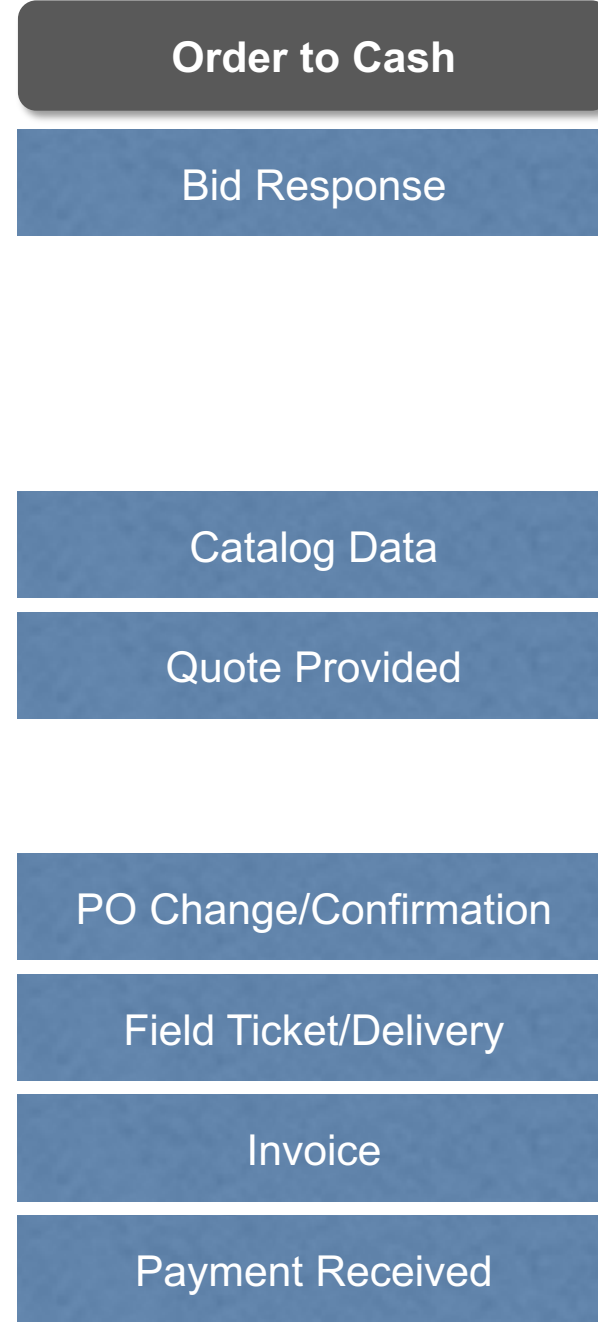 Order to Cash
Bid Response
Catalog Data
Quote Provided
PO Change/Confirmation
Field Ticket/Delivery
Invoice
Payment Received